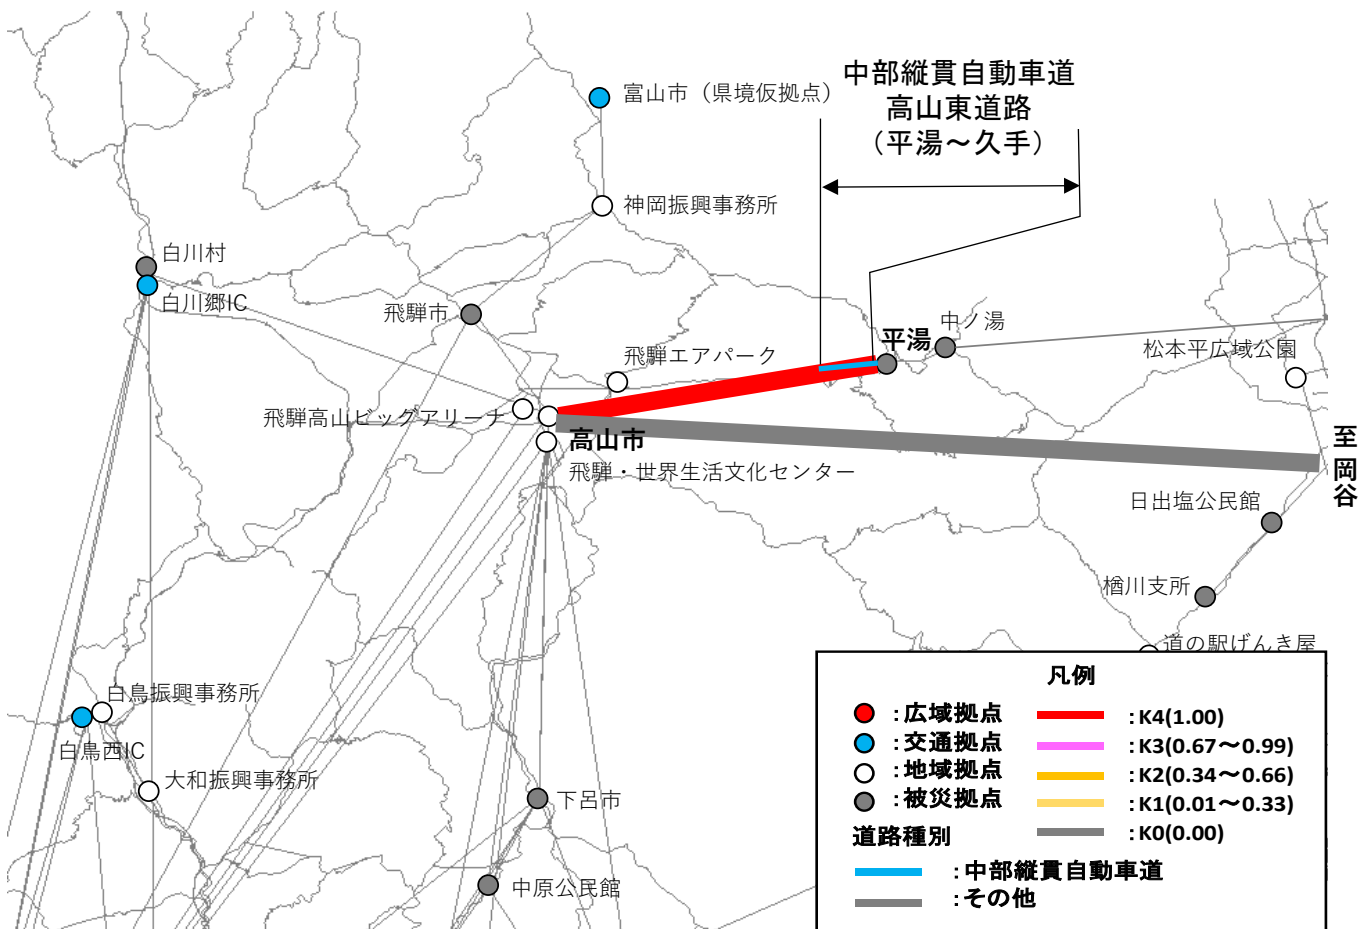 中部縦貫自動車道
高山東道路
（平湯～久手）
富山市（県境仮拠点）
神岡振興事務所
白川村
白川郷IC
飛騨市
中ノ湯
平湯
松本平広域公園
飛騨エアパーク
飛騨高山ビッグアリーナ
高山市
飛騨・世界生活文化センター
至岡谷
日出塩公民館
楢川支所
道の駅げんき屋
白鳥振興事務所
白鳥西IC
大和振興事務所
下呂市
中原公民館
凡例
：広域拠点
：交通拠点
：地域拠点
：被災拠点
：K4(1.00)
：K3(0.67～0.99)
：K2(0.34～0.66)
：K1(0.01～0.33)
：K0(0.00)
道路種別
：中部縦貫自動車道
：その他